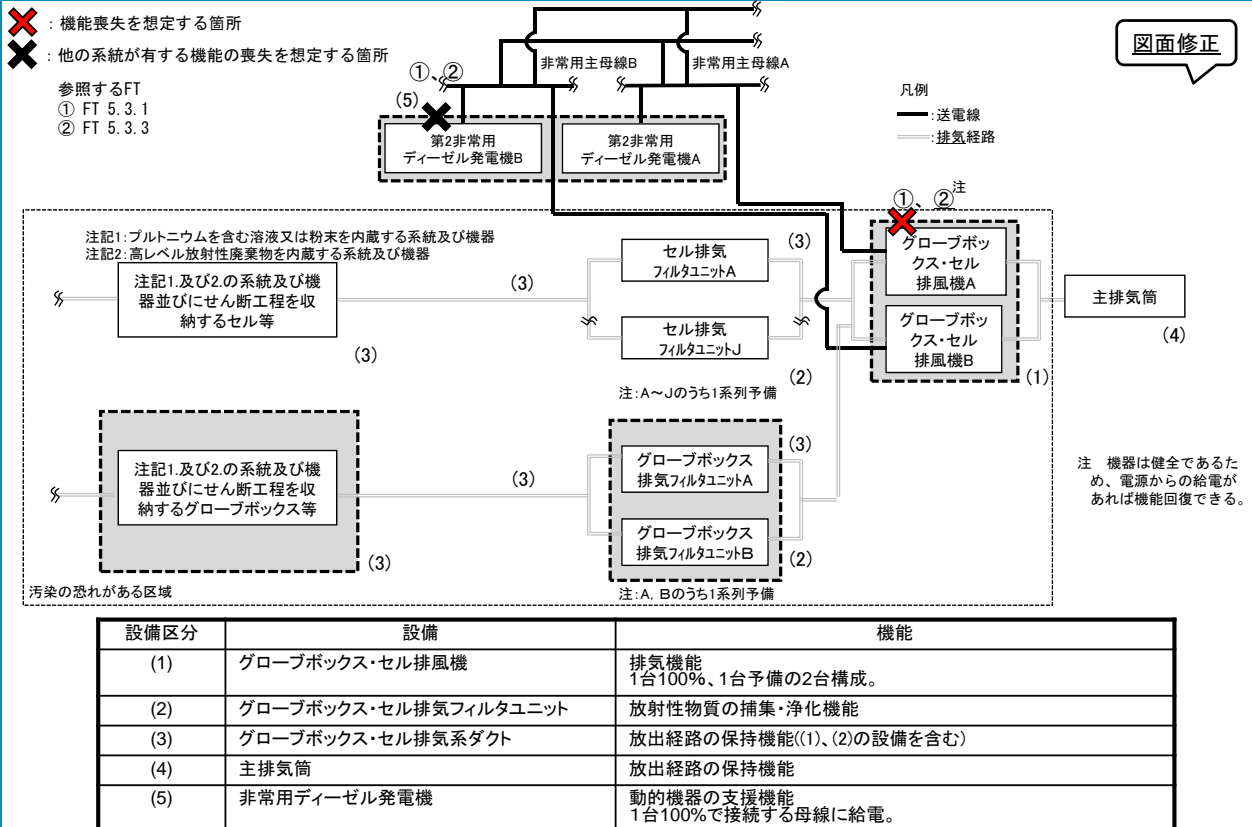 ：機能喪失を想定する箇所
：他の系統が有する機能の喪失を想定する箇所
参照するFT
① FT 5.3.1
② FT 5.3.3
図面修正
非常用主母線B
非常用主母線A
①、②
(5)
第2非常用
ディーゼル発電機B
第2非常用
ディーゼル発電機A
凡例
：送電線
：排気経路
①、②注
注記1：プルトニウムを含む溶液又は粉末を内蔵する系統及び機器
注記2：高レベル放射性廃棄物を内蔵する系統及び機器
注記1.及び2.の系統及び機
器並びにせん断工程を収
納するセル等
(3)
(3)
セル排気
フィルタユニットA
(3)
セル排気
フィルタユニットJ
(2)
注：A～Jのうち1系列予備
グローブボッ
クス・セル
排風機A
グローブボッ
クス・セル
排風機B
(1)
主排気筒
(4)
注記1.及び2.の系統及び機
器並びにせん断工程を収
納するグローブボックス等
(3)
(3)
グローブボックス
排気フィルタユニットA
(3)
グローブボックス
排気フィルタユニットB
(2)
注：A, Bのうち1系列予備
注　機器は健全であるた
め、電源からの給電が
あれば機能回復できる。
汚染の恐れがある区域
設備区分 設備 機能
(1) グローブボックス・セル排風機 排気機能
1台100%、1台予備の2台構成。
(2) グローブボックス・セル排気フィルタユニット 放射性物質の捕集・浄化機能
(3) グローブボックス・セル排気系ダクト 放出経路の保持機能((1)、(2)の設備を含む)
(4) 主排気筒 放出経路の保持機能
(5) 非常用ディーゼル発電機 動的機器の支援機能
1台100%で接続する母線に給電。